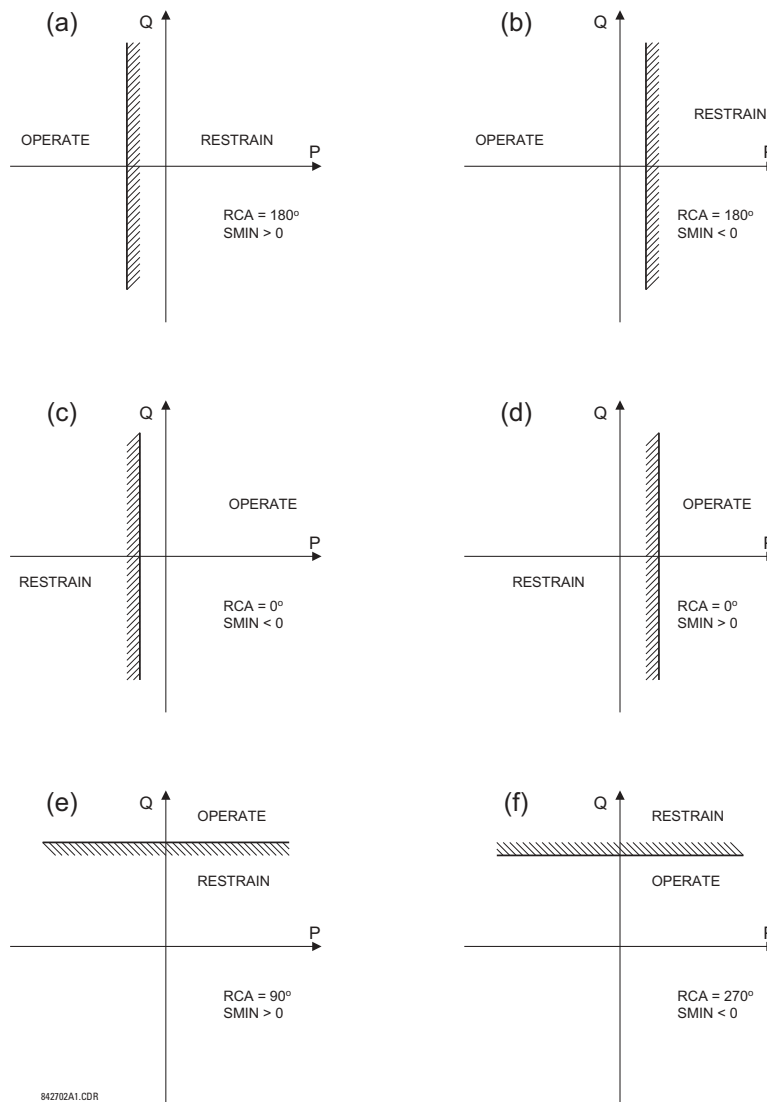 (a)
Q
OPERATE
RESTRAIN
P
RCA = 180°
SMIN > 0
(b)
Q
OPERATE
RESTRAIN
RCA = 180°
SMIN < 0
(c)
Q
OPERATE
P
RESTRAIN
RCA = 0°
SMIN < 0
(d)
Q
OPERATE
RESTRAIN
RCA = 0°
SMIN > 0
(e)
Q
OPERATE
RESTRAIN
P
RCA = 90°
SMIN > 0
(f)
Q
RESTRAIN
OPERATE
RCA = 270°
SMIN < 0
842702A1.CDR